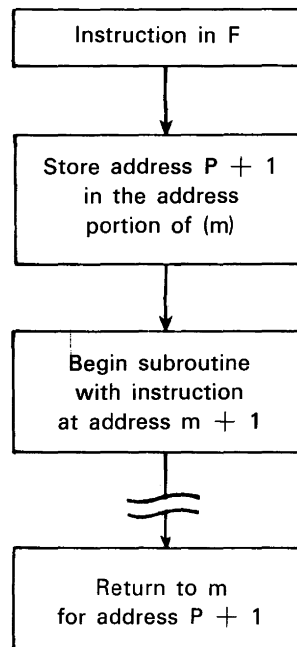 Instruction in F
Store address P + 1
in the address
portion of (m)
Begin subroutine
with instruction
at address m + 1
Return to m
for address P + 1